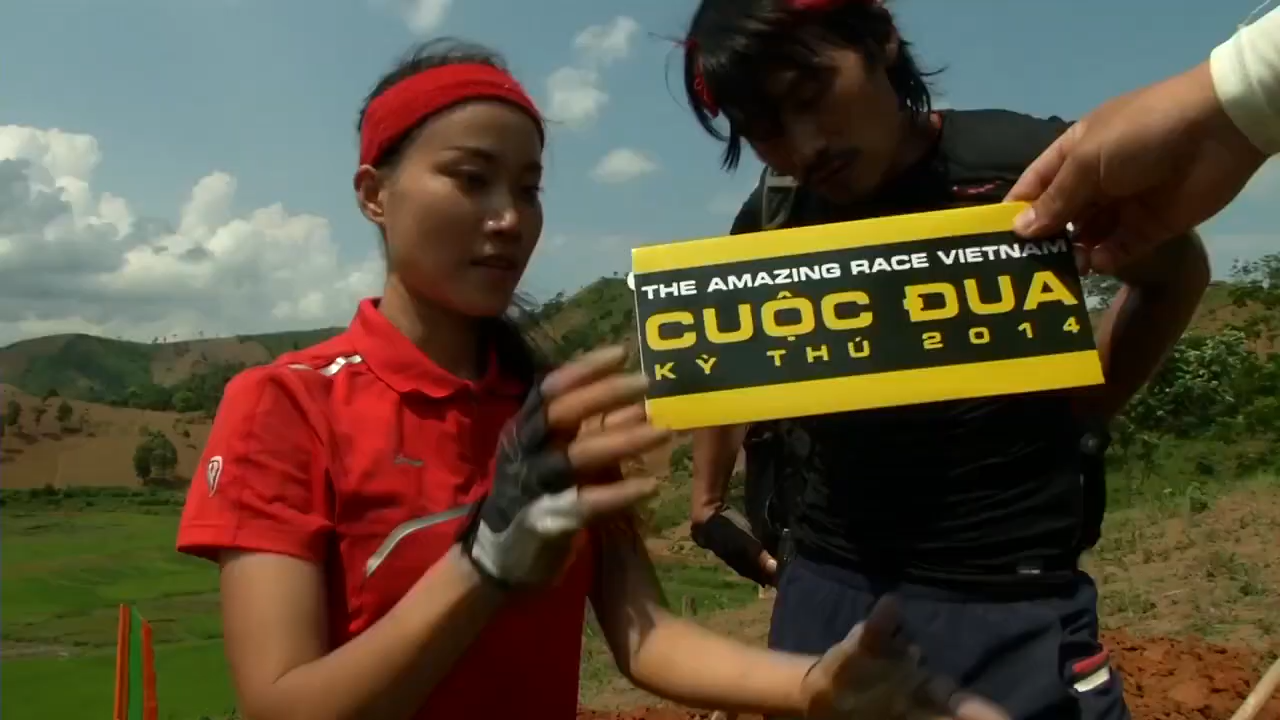 THE AMAZING RACE VIETNAM
CUỘC ĐUA
KỲ THÚ 2014